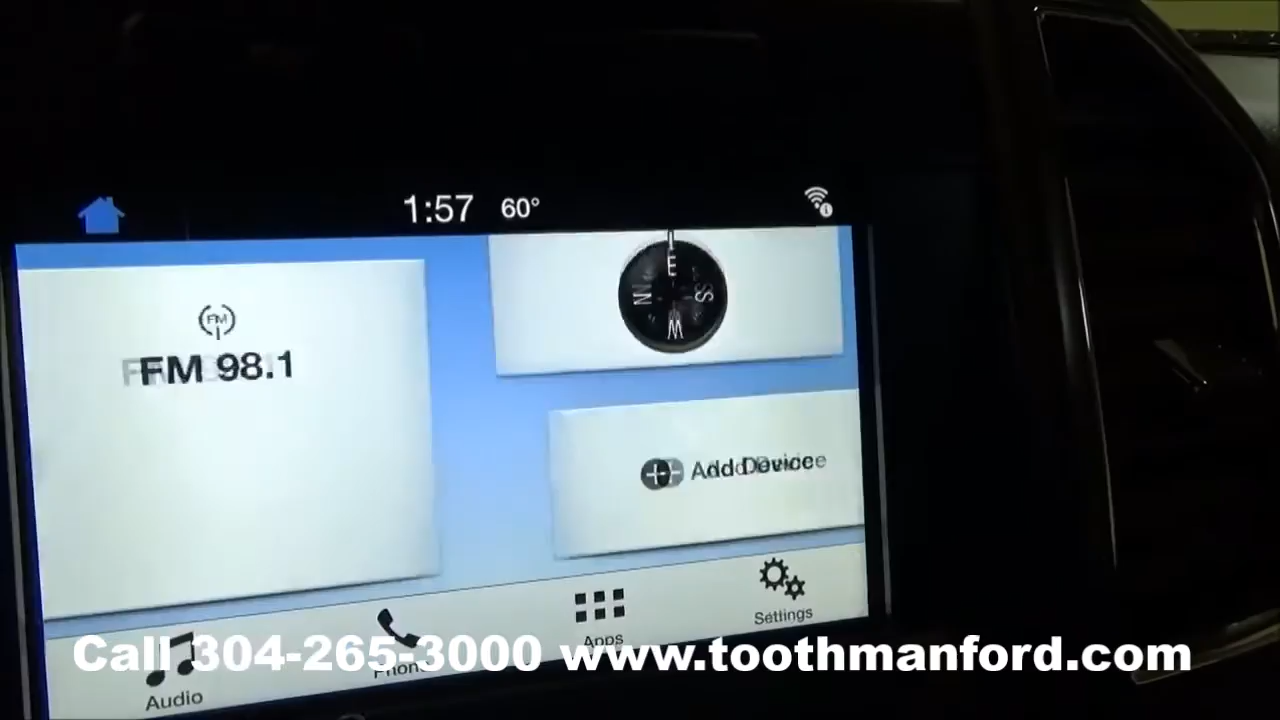 1:57 60°
FM
FM 98.1
E
N S
W
Add Device
Settings
Apps
Phone
Audio
Call 304-265-3000 www.toothmanford.com